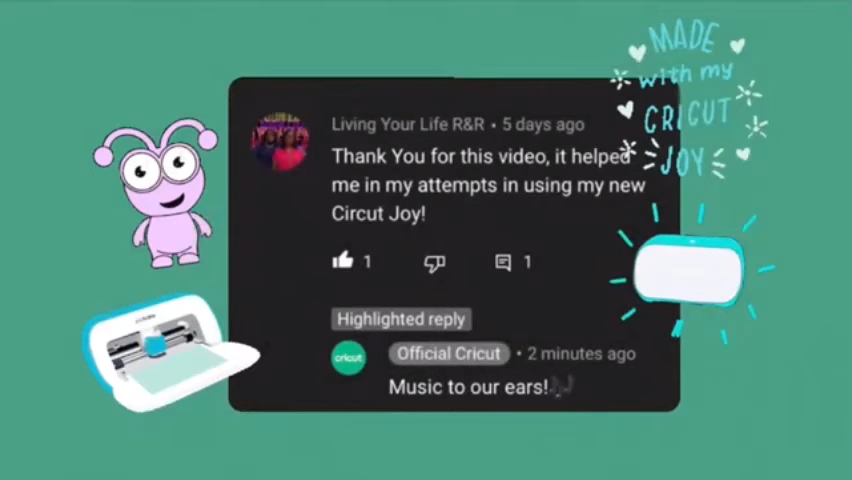 MADE
with my
CRICUT
JOY
Living Your Life R&R • 5 days ago
Thank You for this video, it helped
me in my attempts in using my new
Circut Joy!
1
1
Highlighted reply
cricut
Official Cricut • 2 minutes ago
Music to our ears!🎶